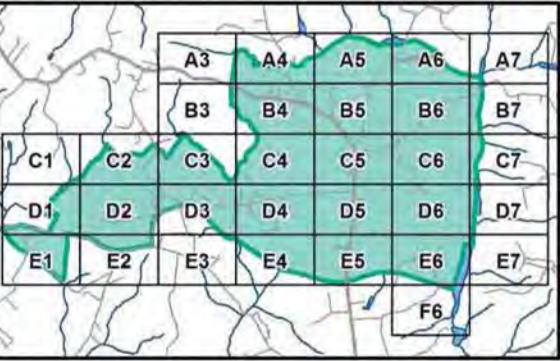 A3 A4 A5 A6 A7
B3 B4 B5 B6 B7
C1 C2 C3 C4 C5 C6 C7
D1 D2 D3 D4 D5 D6 D7
E1 E2 E3 E4 E5 E6 E7
F6